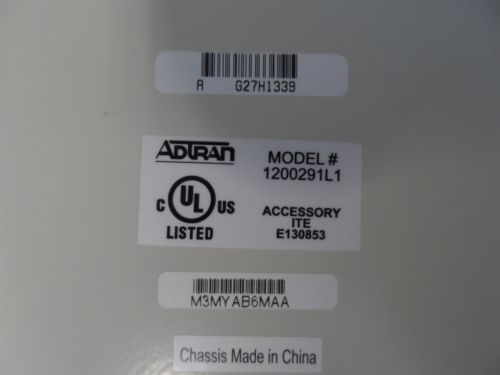 A G27H1339
ADTRAN
MODEL #
1200291L1
C UL US
LISTED
ACCESSORY
ITE
E130853
M3MYAB6MAA
Chassis Made in China